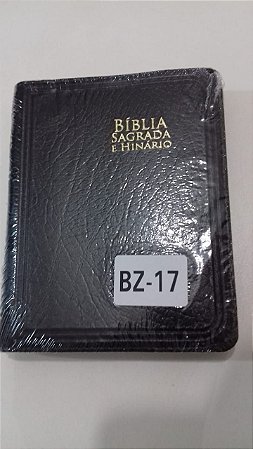 BÍBLIA
SAGRADA
E HINÁRIO
BZ-17